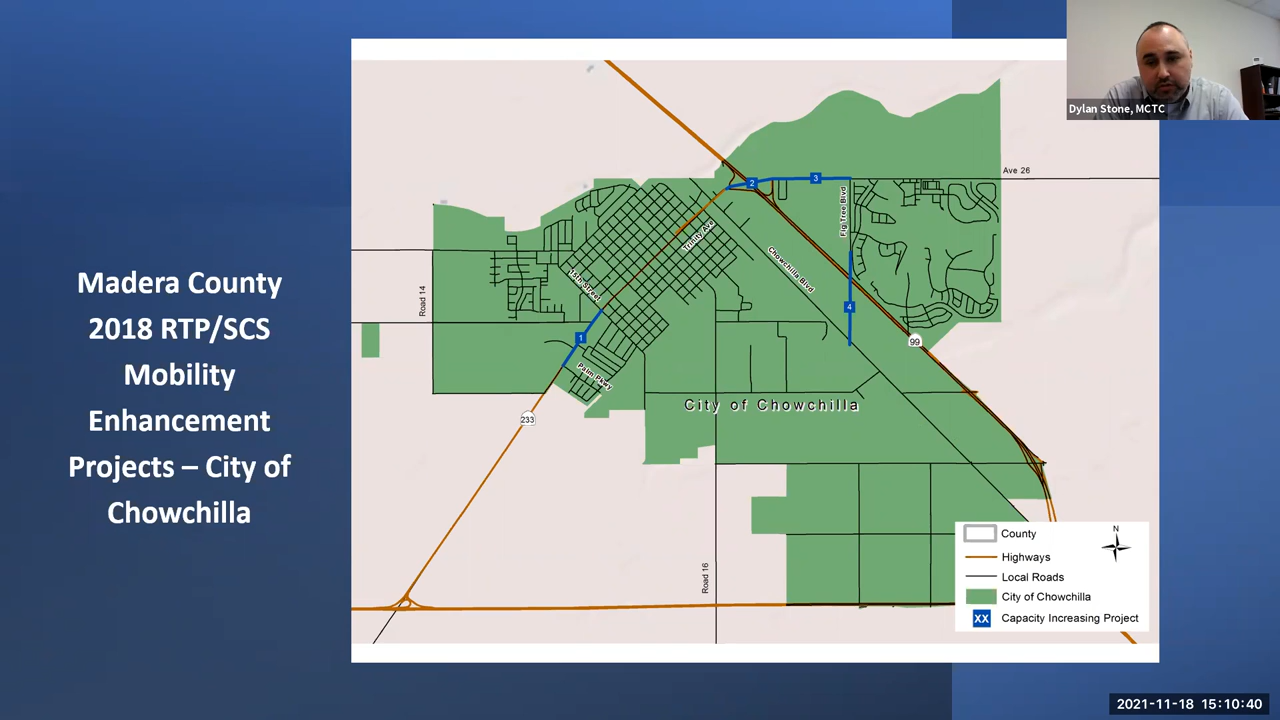 Madera County
2018 RTP/SCS
Mobility
Enhancement
Projects – City of
Chowchilla
Dylan Stone, MCTC
Ave 26
2
3
Fig Tree Blvd
Trinity Ave
Chowchilla Blvd
15th Street
Road 14
4
1
99
Palm Pkwy
City of Chowchilla
233
Road 16
N
County
Highways
Local Roads
City of Chowchilla
XX Capacity Increasing Project
2021-11-18 15:10:40